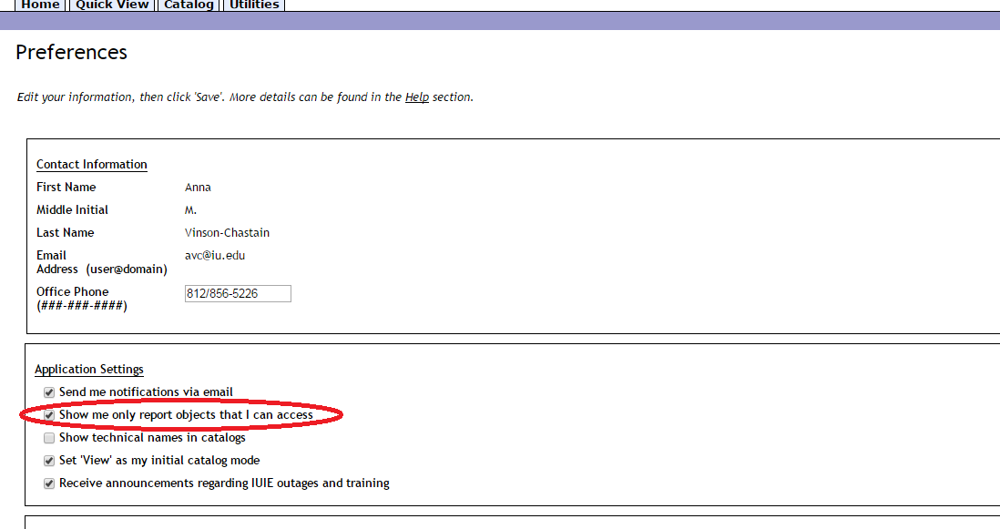 Home Quick View Catalog Utilities
Preferences
Edit your information, then click 'Save'. More details can be found in the Help section.
Contact Information
First Name Anna
Middle Initial M.
Last Name Vinson-Chastain
Email avc@iu.edu
Address (user@domain)
Office Phone 812/856-5226
(###-###-####)
Application Settings
Send me notifications via email
Show me only report objects that I can access
Show technical names in catalogs
Set 'View' as my initial catalog mode
Receive announcements regarding IUIE outages and training